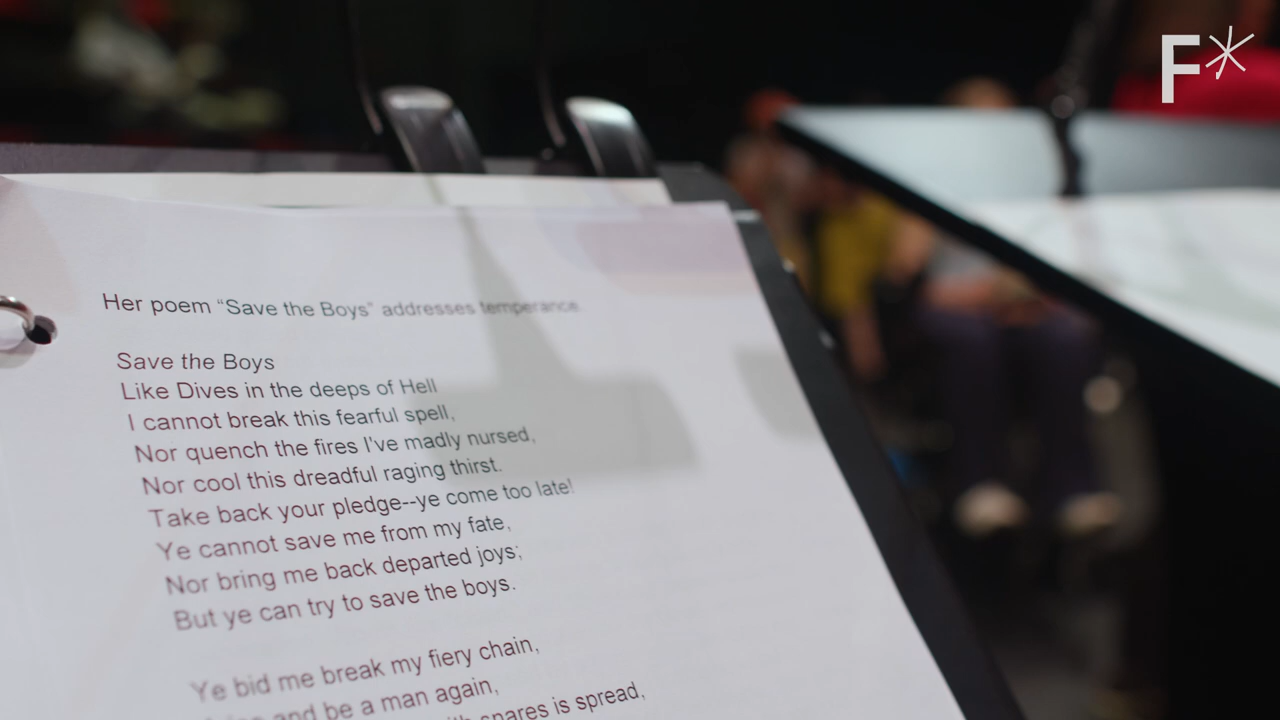 F*
Her poem “Save the Boys” addresses temperance.
Save the Boys
Like Dives in the deeps of Hell
I cannot break this fearful spell,
Nor quench the fires I've madly nursed,
Nor cool this dreadful raging thirst.
Take back your pledge--ye come too late!
Ye cannot save me from my fate,
Nor bring me back departed joys;
But ye can try to save the boys.
Ye bid me break my fiery chain,
and be a man again,
snares is spread,